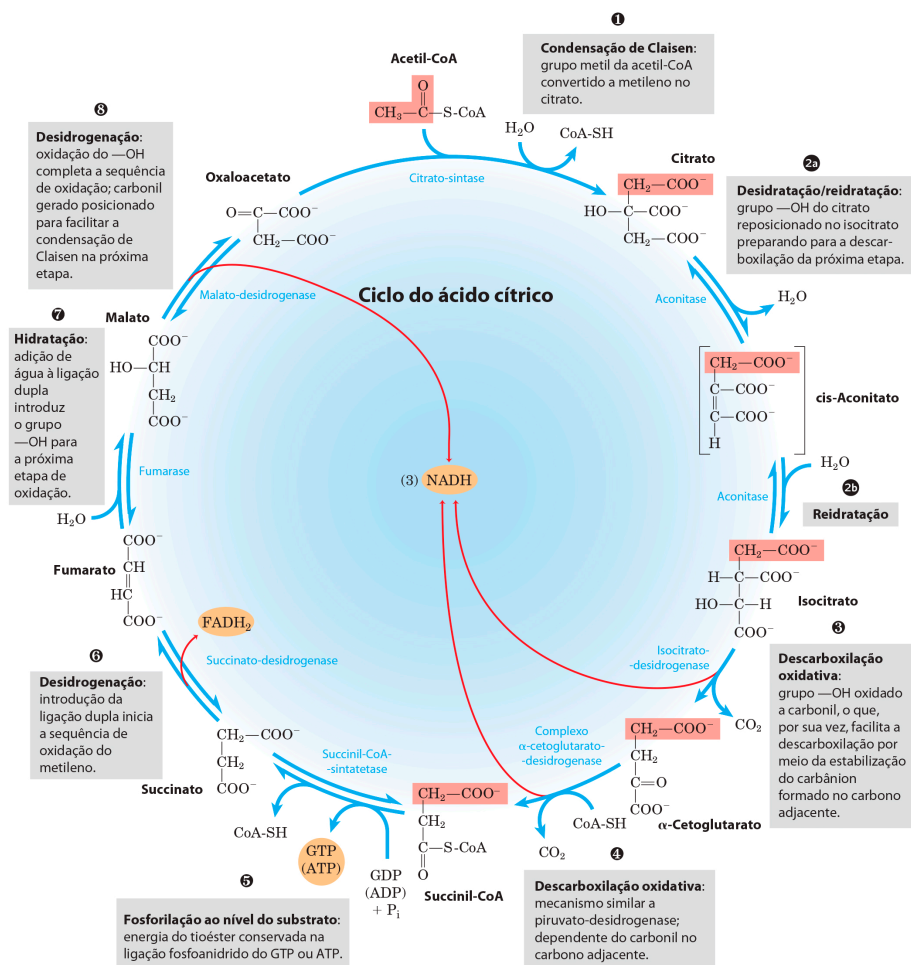 ❶
Condensação de Claisen:
grupo metil da acetil-CoA
convertido a metileno no
citrato.
Acetil-CoA
O
CH₃—C—S-CoA
H₂O
CoA-SH
Citrato-sintase
Citrato
CH₂—COO⁻
HO—C—COO⁻
CH₂—COO⁻
2a
Desidratação/reidratação:
grupo —OH do citrato
reposicionado no isocitrato
preparando para a descar-
boxilação da próxima etapa.
Aconitase
H₂O
CH₂—COO⁻
C—COO⁻
C—COO⁻
H
cis-Aconitato
Aconitase
H₂O
2b
Reidratação
CH₂—COO⁻
H—C—COO⁻
HO—C—H
COO⁻
Isocitrato
❸
Descarboxilação
oxidativa:
grupo —OH oxidado
a carbonil, o que,
por sua vez, facilita a
descarboxilação por
meio da estabilização
do carbânion
formado no carbono
adjacente.
Isocitrato-
-desidrogenase
CO₂
CH₂—COO⁻
CH₂
C=O
COO⁻
α-Cetoglutarato
Complexo
α-cetoglutarato-
-desidrogenase
CoA-SH
CO₂
❹
Descarboxilação oxidativa:
mecanismo similar a
piruvato-desidrogenase;
dependente do carbonil no
carbono adjacente.
CH₂—COO⁻
CH₂
C—S-CoA
O
Succinil-CoA
Succinil-CoA-
-sintatetase
CoA-SH
GTP
(ATP)
GDP
(ADP)
+ Pᵢ
❺
Fosforilação ao nível do substrato:
energia do tioéster conservada na
ligação fosfoanidrido do GTP ou ATP.
CH₂—COO⁻
CH₂
COO⁻
Succinato
❻
Desidrogenação:
introdução da
ligação dupla inicia
a sequência de
oxidação do
metileno.
Succinato-desidrogenase
FADH₂
COO⁻
CH
HC
COO⁻
Fumarato
H₂O
Fumarase
❼
Hidratação:
adição de
água à ligação
dupla
introduz
o grupo
—OH para
a próxima
etapa de
oxidação.
Malato
COO⁻
HO—CH
CH₂
COO⁻
Malato-desidrogenase
❽
Desidrogenação:
oxidação do —OH
completa a sequência
de oxidação; carbonil
gerado posicionado
para facilitar a
condensação de
Claisen na próxima
etapa.
Oxaloacetato
O=C—COO⁻
CH₂—COO⁻
Ciclo do ácido cítrico
(3) NADH